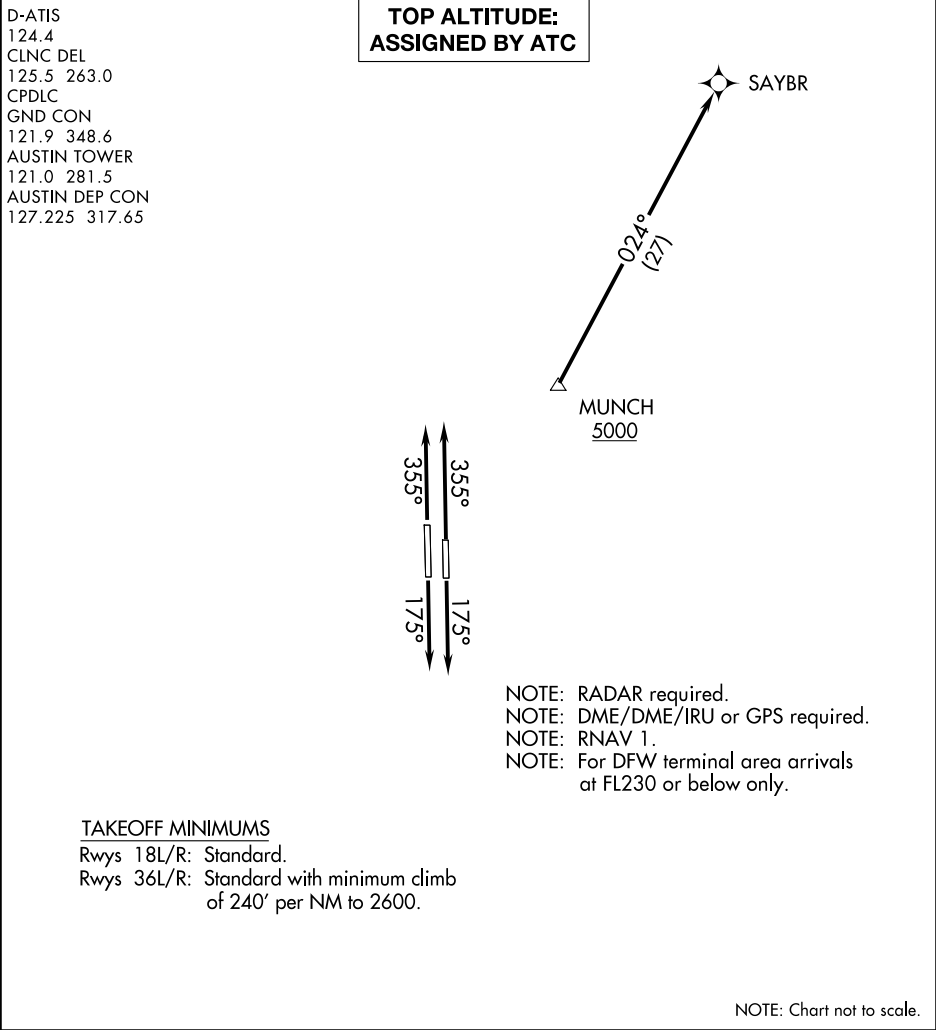 D-ATIS
124.4
CLNC DEL
125.5 263.0
CPDLC
GND CON
121.9 348.6
AUSTIN TOWER
121.0 281.5
AUSTIN DEP CON
127.225 317.65
TOP ALTITUDE:
ASSIGNED BY ATC
SAYBR
024°
(27)
MUNCH
5000
355°
355°
175°
175°
NOTE: RADAR required.
NOTE: DME/DME/IRU or GPS required.
NOTE: RNAV 1.
NOTE: For DFW terminal area arrivals
at FL230 or below only.
TAKEOFF MINIMUMS
Rwys 18L/R: Standard.
Rwys 36L/R: Standard with minimum climb
of 240' per NM to 2600.
NOTE: Chart not to scale.